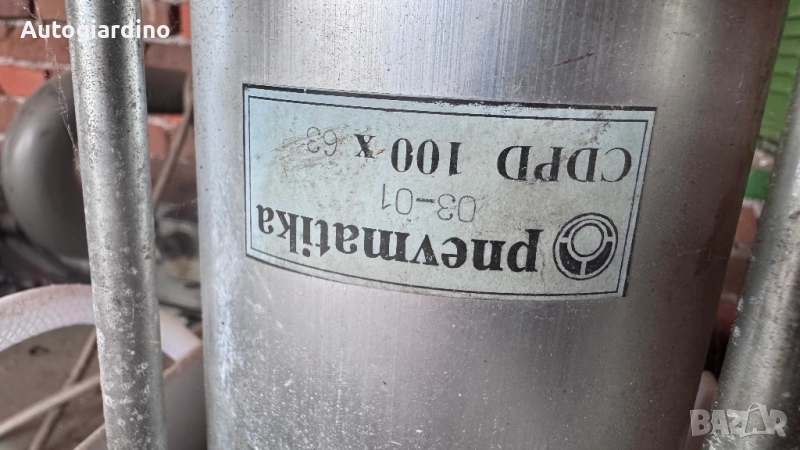 Autogiardino
pnevmatika
03-01
CDPD 100 x 63
BAZAR